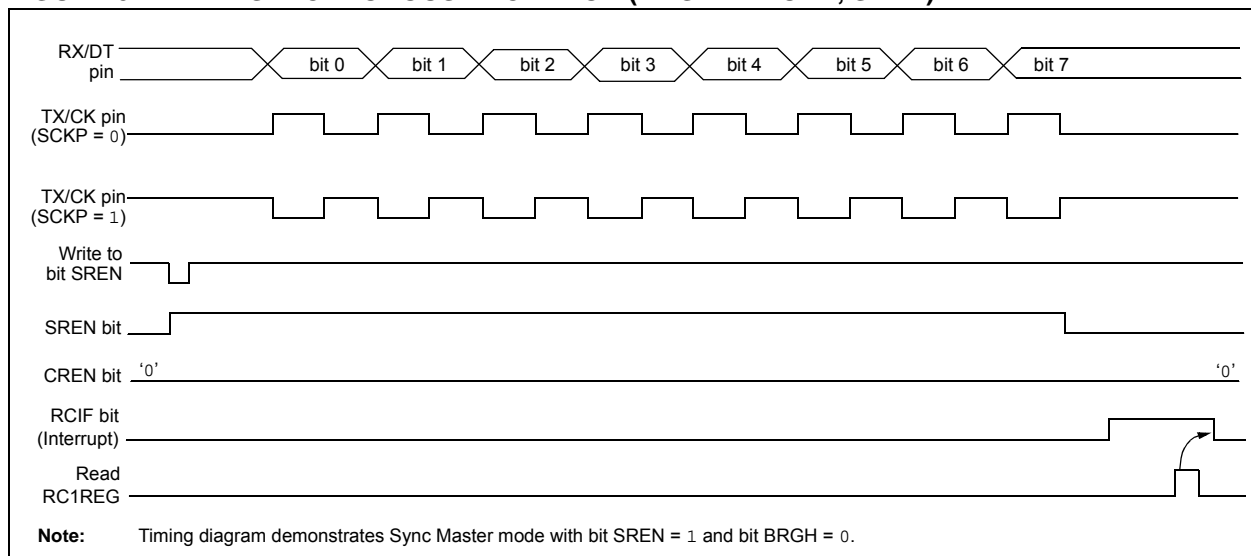 RX/DT
pin
bit 0 bit 1 bit 2 bit 3 bit 4 bit 5 bit 6 bit 7
TX/CK pin
(SCKP = 0)
TX/CK pin
(SCKP = 1)
Write to
bit SREN
SREN bit
CREN bit ‘0’ ‘0’
RCIF bit
(Interrupt)
Read
RC1REG
Note: Timing diagram demonstrates Sync Master mode with bit SREN = 1 and bit BRGH = 0.